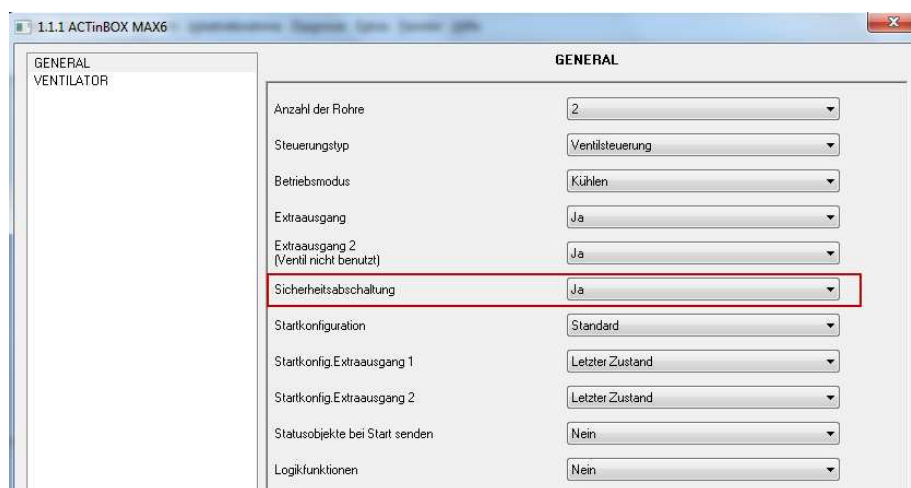 1.1.1 ACTinBOX MAX6
GENERAL
VENTILATOR
GENERAL
Anzahl der Rohre 2
Steuerungstyp Ventilsteuerung
Betriebsmodus Kühlen
Extraausgang Ja
Extraausgang 2
(Ventil nicht benutzt) Ja
Sicherheitsabschaltung Ja
Startkonfiguration Standard
Startkonfig.Extraausgang 1 Letzter Zustand
Startkonfig.Extraausgang 2 Letzter Zustand
Statusobjekte bei Start senden Nein
Logikfunktionen Nein